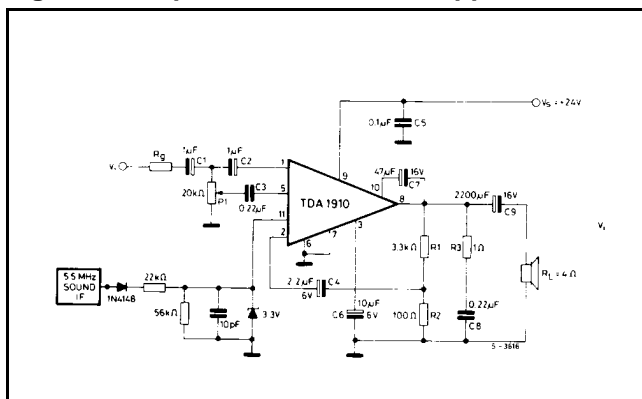 Vs = +24V
0.1µF
C5
1µF
1µF
Rg
C1
C2
1
9
47µF
16V
10
C7
20kΩ
P1
C3
0.22µF
5
TDA 1910
8
2200µF
16V
C9
11
2
6
7
3
3.3kΩ
R1
R3
1Ω
RL = 4Ω
5.5 MHz
SOUND
IF
1N4148
22kΩ
56kΩ
10pF
3.3V
2.2µF
6V
C4
10µF
C6
6V
100Ω
R2
0.22µF
C8
S-3616